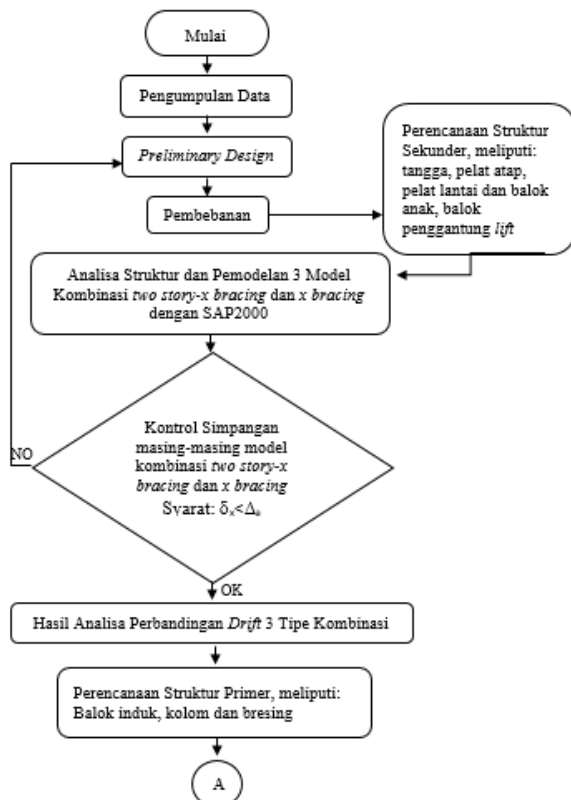 Mulai
Pengumpulan Data
Preliminary Design
Pembebanan
Perencanaan Struktur
Sekunder, meliputi:
tangga, pelat atap,
pelat lantai dan balok
anak, balok
penggantung lift
Analisa Struktur dan Pemodelan 3 Model
Kombinasi two story-x bracing dan x bracing
dengan SAP2000
Kontrol Simpangan
masing-masing model
kombinasi two story-x
bracing dan x bracing
Syarat: δₓ<Δₐ
NO
OK
Hasil Analisa Perbandingan Drift 3 Tipe Kombinasi
Perencanaan Struktur Primer, meliputi:
Balok induk, kolom dan bresing
A